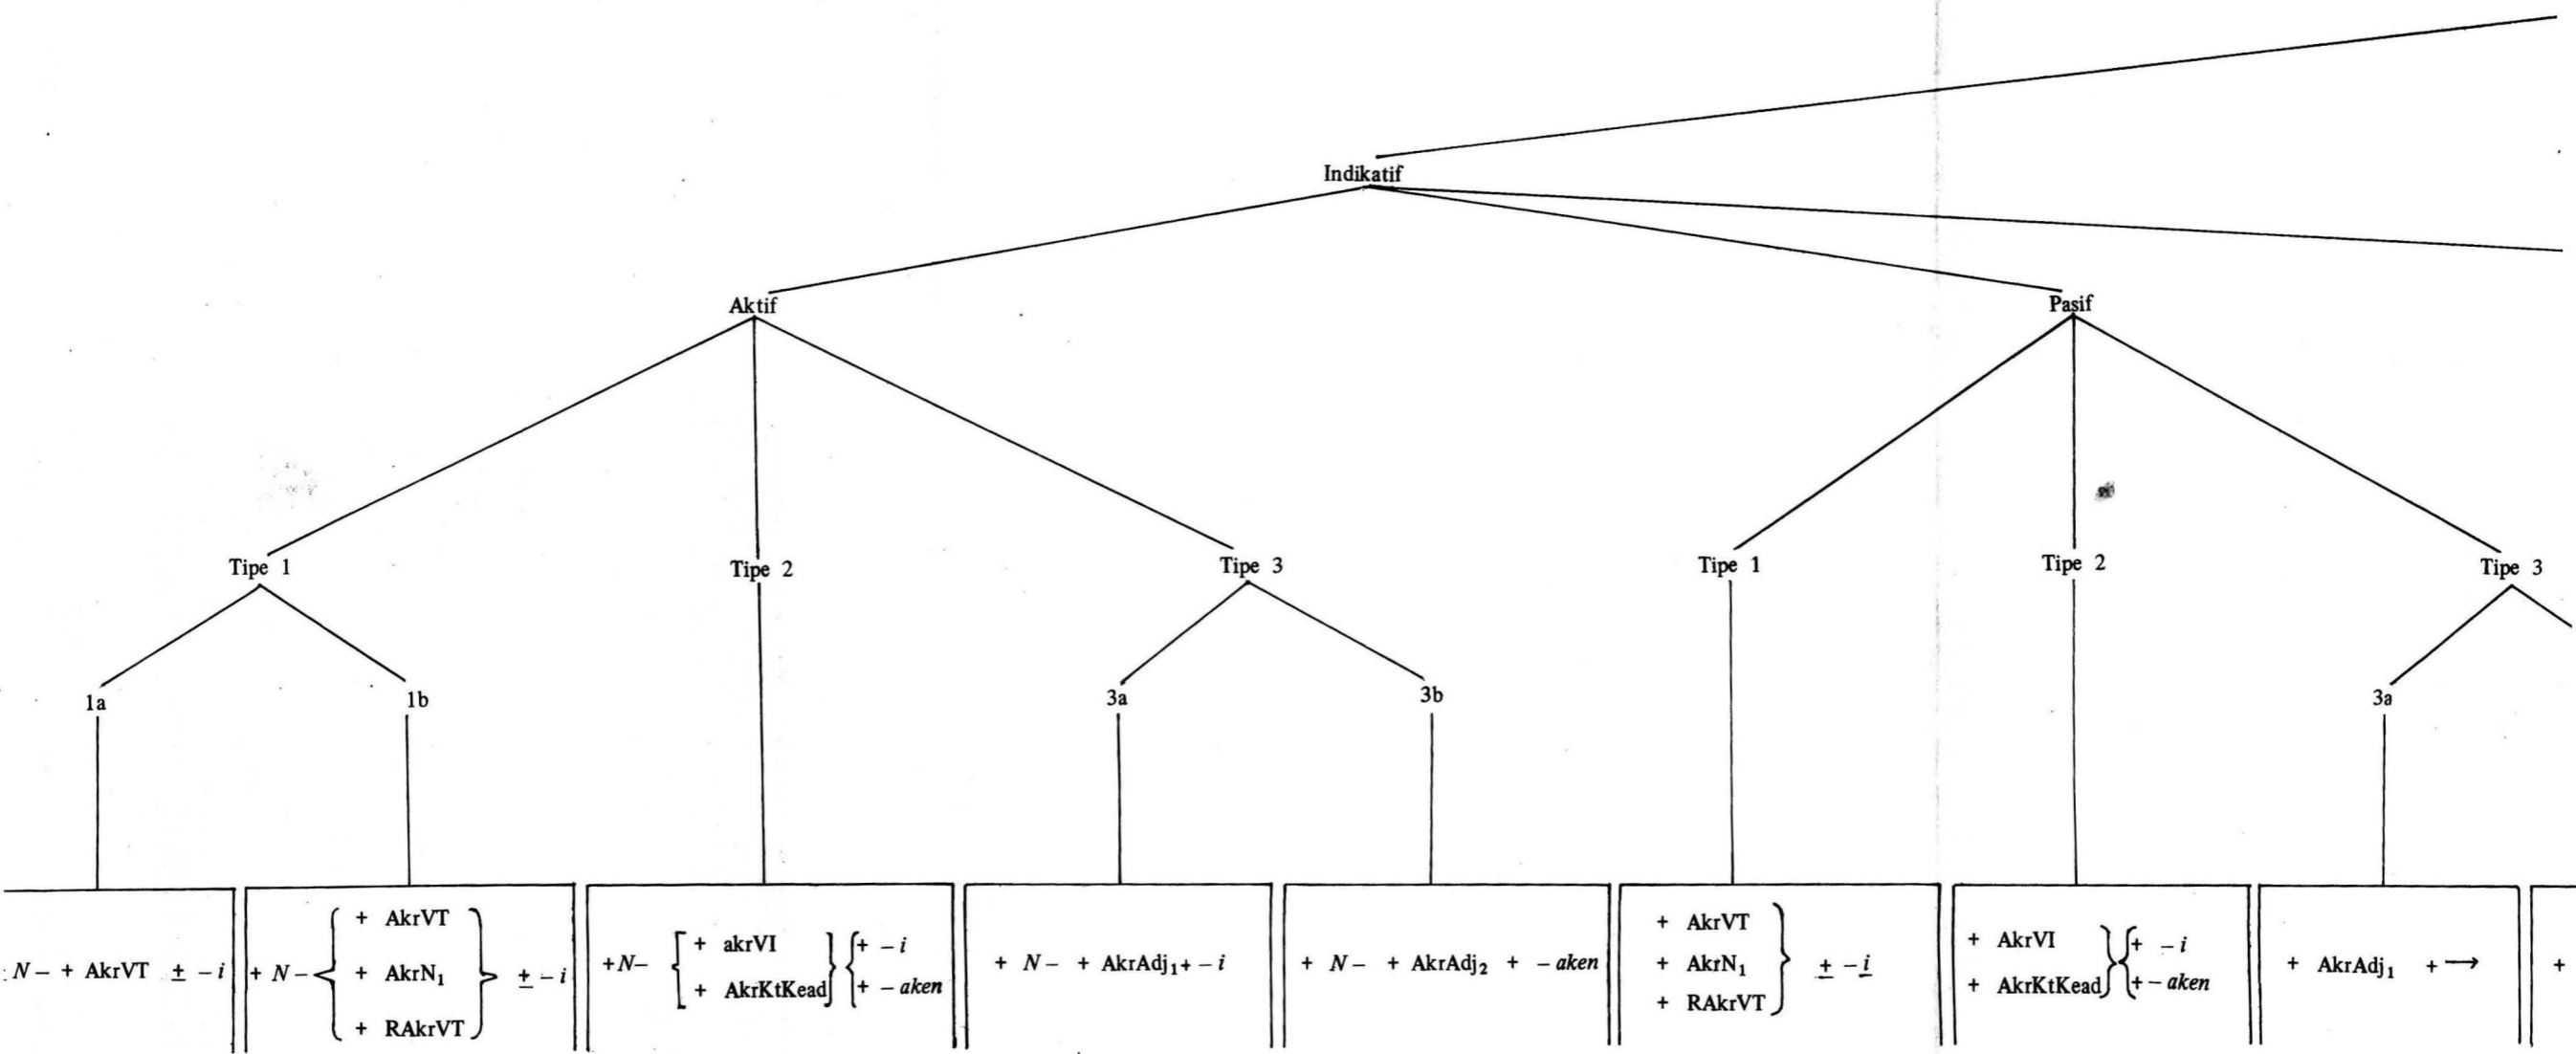 Indikatif
Aktif Pasif
Tipe 1 Tipe 2 Tipe 3 Tipe 1 Tipe 2 Tipe 3
1a 1b 3a 3b 3a
N– + AkrVT ± –i
+ N– { + AkrVT
+ AkrN₁
+ RAkrVT } ± –i
+N– [ + akrVI
+ AkrKtKead ] { + –i
+ –aken
+ N– + AkrAdj₁ + –i
+ N– + AkrAdj₂ + –aken
+ AkrVT
+ AkrN₁
+ RAkrVT } ± –i
+ AkrVI
+ AkrKtKead } { + –i
+ –aken
+ AkrAdj₁ + →
+